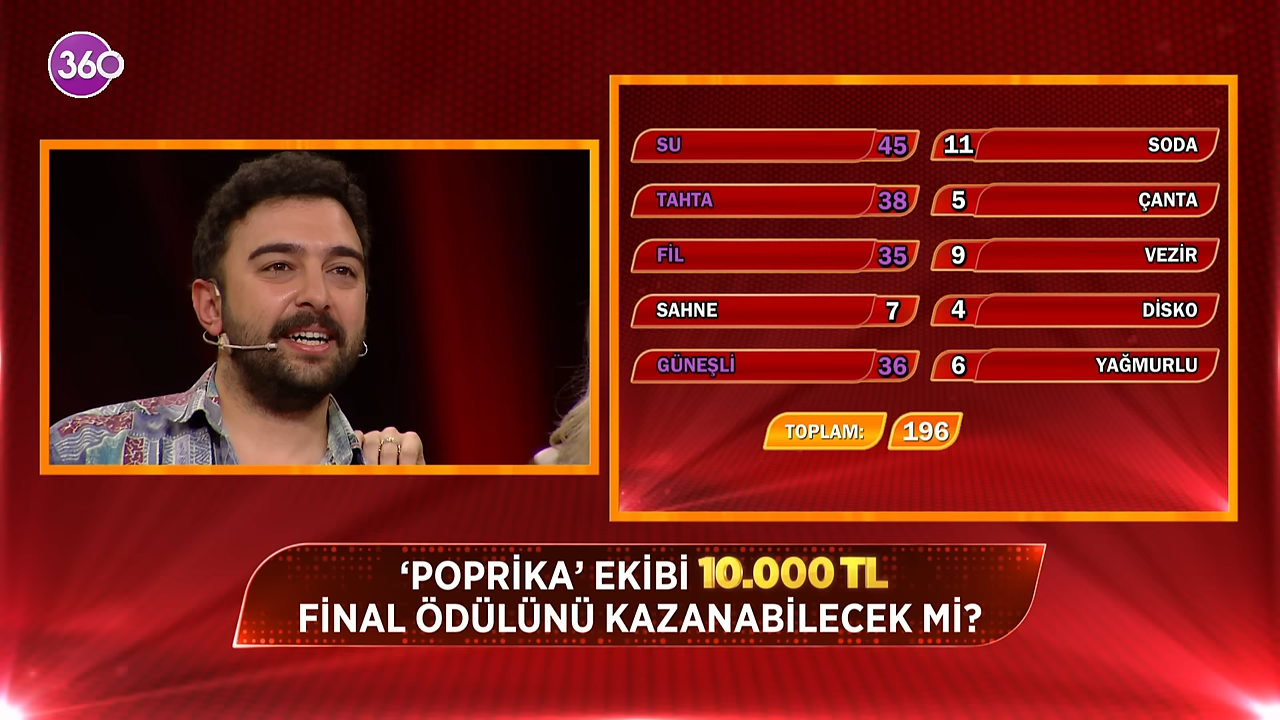 360
SU 45 11 SODA
TAHTA 38 5 ÇANTA
FİL 35 9 VEZİR
SAHNE 7 4 DİSKO
GÜNEŞLİ 36 6 YAĞMURLU
TOPLAM: 196
‘POPRİKA’ EKİBİ 10.000 TL
FİNAL ÖDÜLÜNÜ KAZANABİLECEK Mİ?